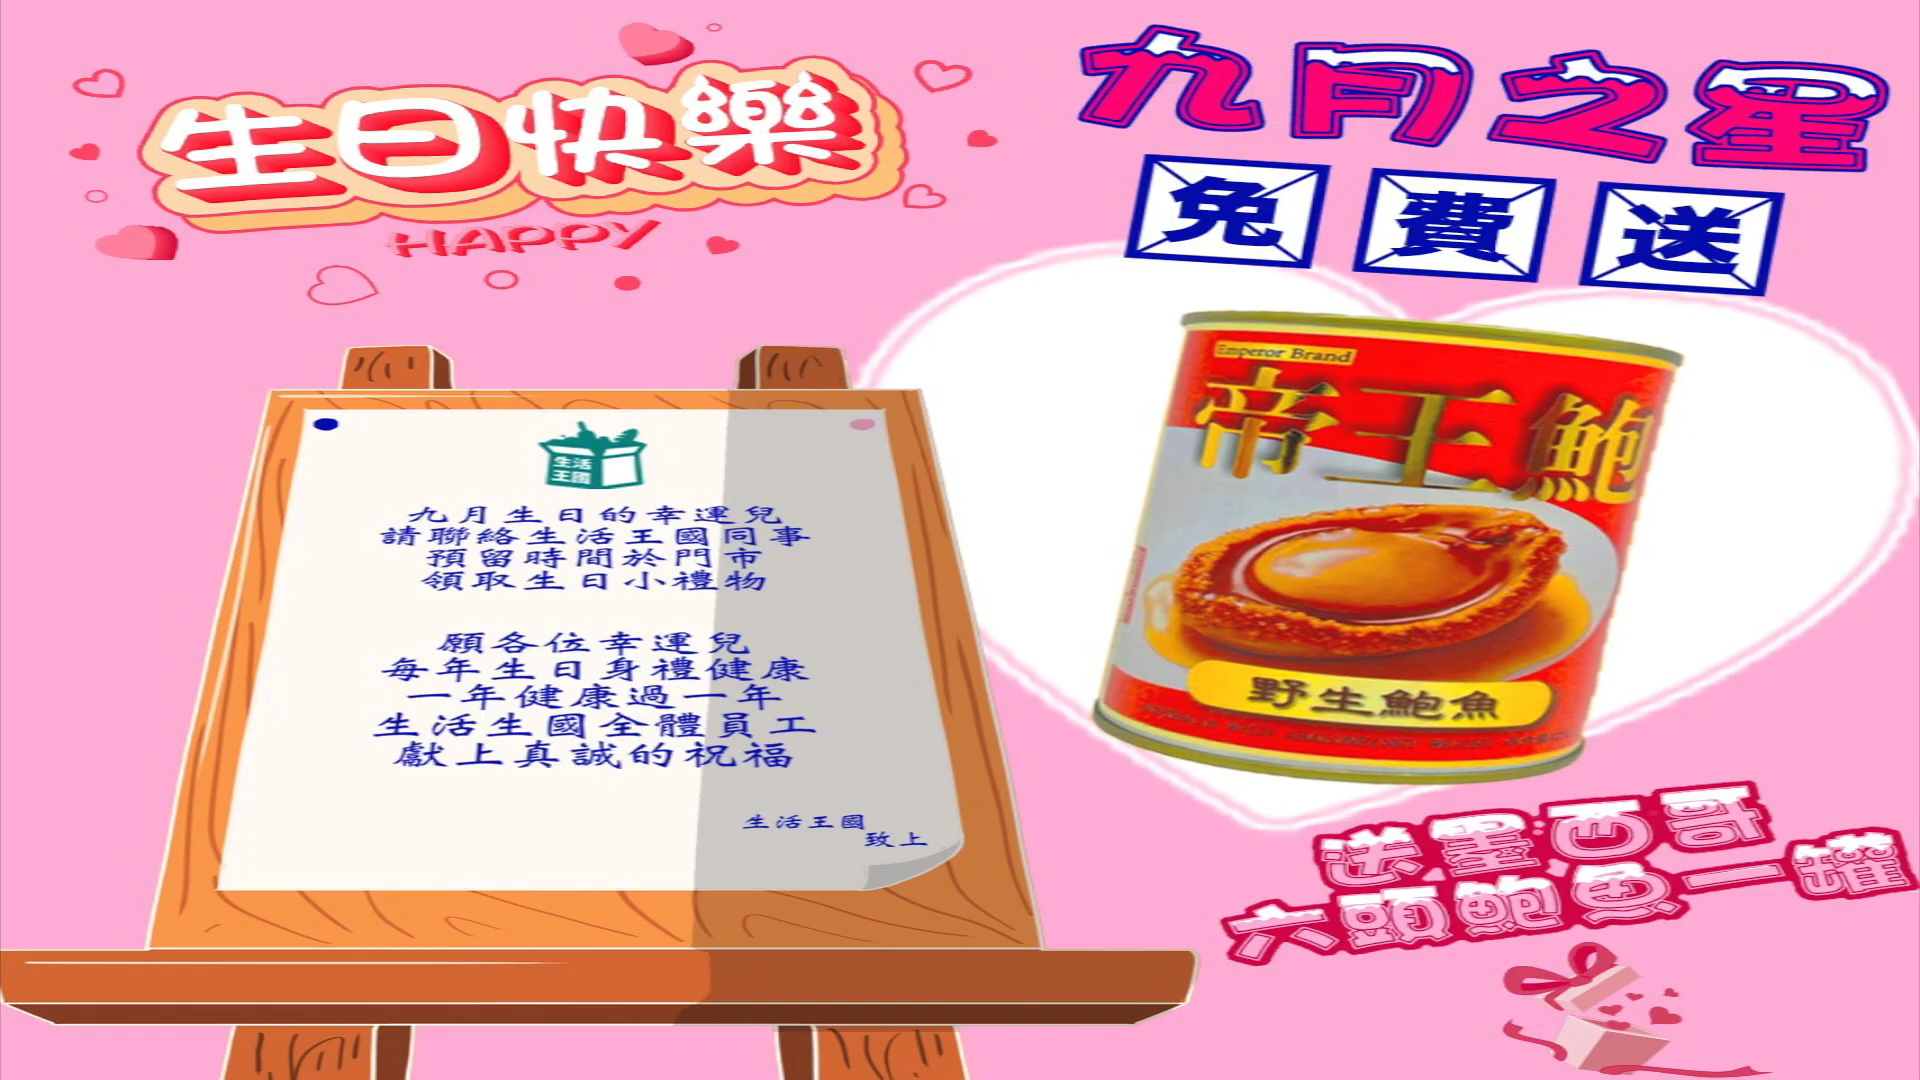 生日快樂
HAPPY
九月之星
免費送
生活
王國
九月生日的幸運兒
請聯絡生活王國同事
預留時間於門市
領取生日小禮物
願各位幸運兒
每年生日身禮健康
一年健康過一年
生活生國全體員工
獻上真誠的祝福
生活王國
致上
Emperor Brand
帝王鮑
野生鮑魚
送墨西哥
六頭鮑魚一罐